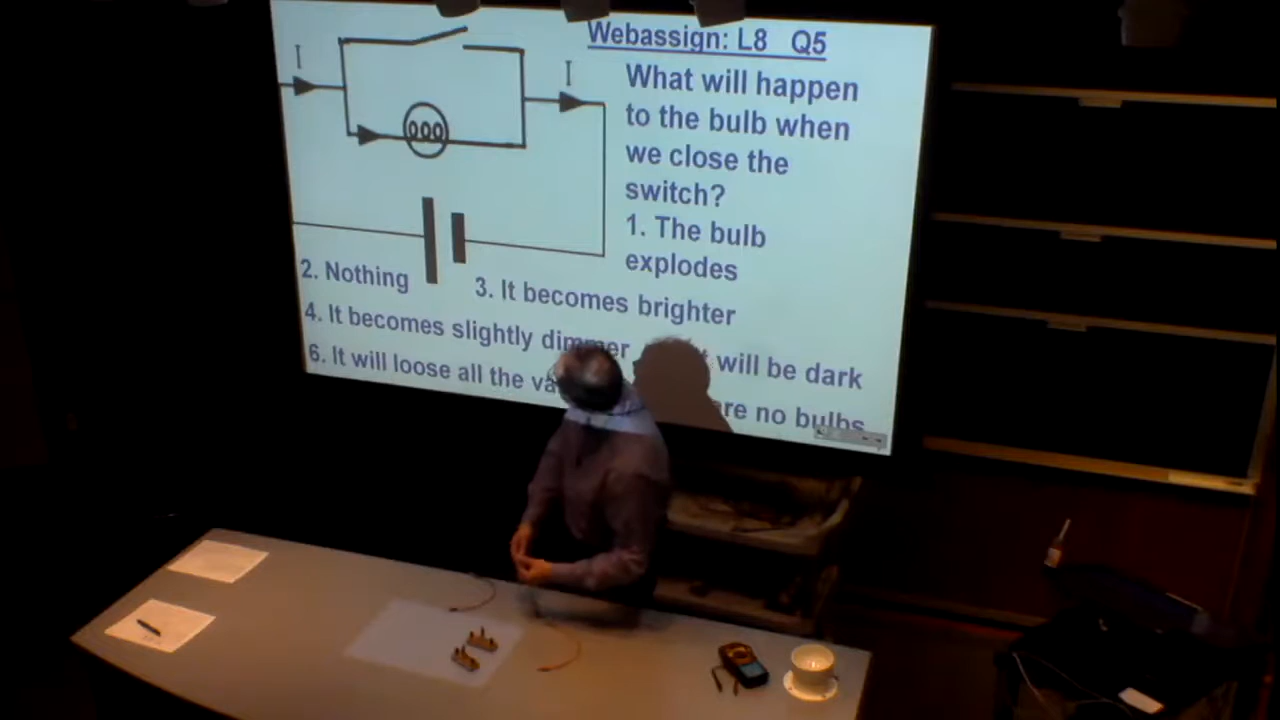 Webassign: L8 Q5
I
I
What will happen
to the bulb when
we close the
switch?
1. The bulb
explodes
2. Nothing
3. It becomes brighter
4. It becomes slightly dimmer
will be dark
6. It will loose all the
no bulbs